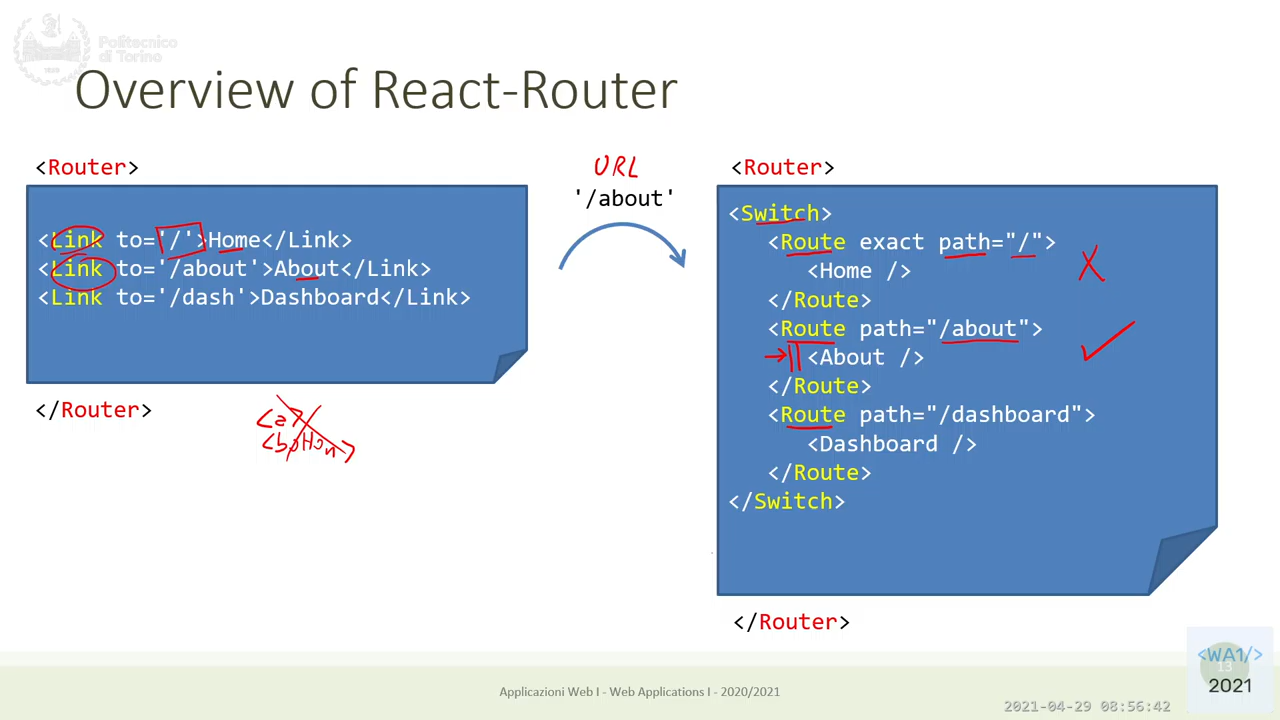 Politecnico
di Torino
Overview of React-Router
<Router>
<Link to='/'>Home</Link>
<Link to='/about'>About</Link>
<Link to='/dash'>Dashboard</Link>
</Router>
<a>
URL
'/about'
<Router>
<Switch>
<Route exact path="/">
<Home />
</Route>
<Route path="/about">
<About />
</Route>
<Route path="/dashboard">
<Dashboard />
</Route>
</Switch>
</Router>
Applicazioni Web I - Web Applications I - 2020/2021
<WA1/>
13
2021
2021-04-29 08:56:42